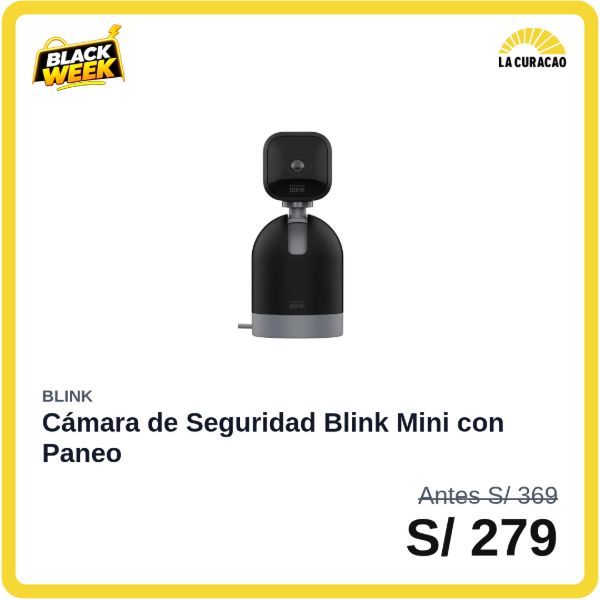 BLACK
WEEK
LA CURACAO
blink
blink
BLINK
Cámara de Seguridad Blink Mini con
Paneo
Antes S/ 369
S/ 279